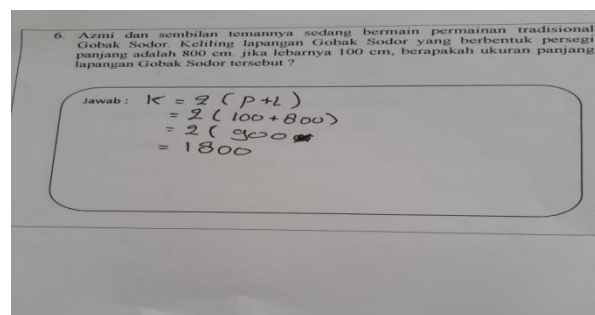 6. Azmi dan sembilan temannya sedang bermain permainan tradisional
Gobak Sodor. Keliling lapangan Gobak Sodor yang berbentuk persegi
panjang adalah 800 cm. jika lebarnya 100 cm, berapakah ukuran panjang
lapangan Gobak Sodor tersebut ?
Jawab : K = 2 ( P + L )
= 2 ( 100 + 800 )
= 2 ( 900
= 1800